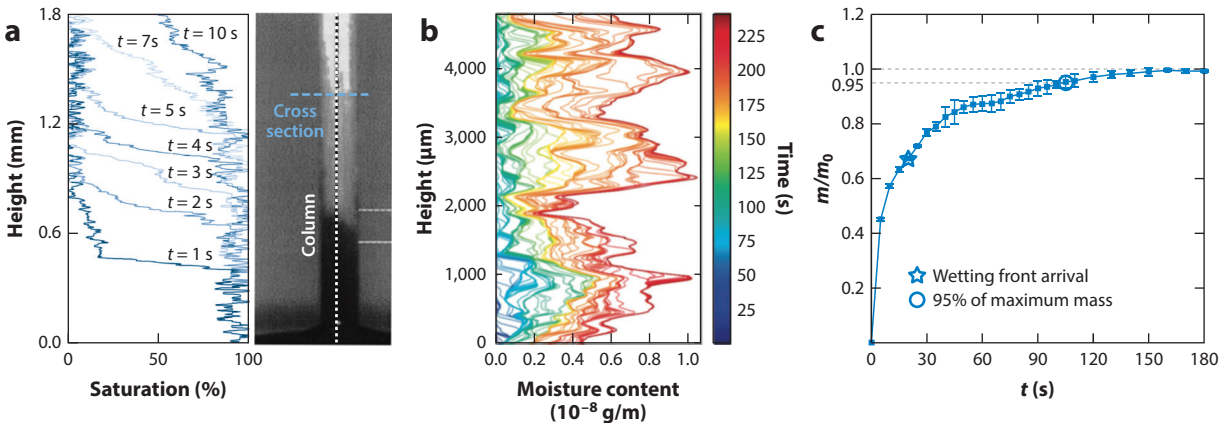 a
1.8
1.2
0.6
0.0
Height (mm)
0
50
100
Saturation (%)
t = 10 s
t = 7s
t = 5 s
t = 4 s
t = 3 s
t = 2 s
t = 1 s
Cross
section
Column
b
4,000
3,000
2,000
1,000
0
Height (µm)
0.0
0.2
0.4
0.6
0.8
1.0
Moisture content
(10⁻⁸ g/m)
225
200
175
150
125
100
75
50
25
Time (s)
c
1.2
1.0
0.95
0.8
0.6
0.4
0.2
m/m₀
Wetting front arrival
95% of maximum mass
0
30
60
90
120
150
180
t (s)